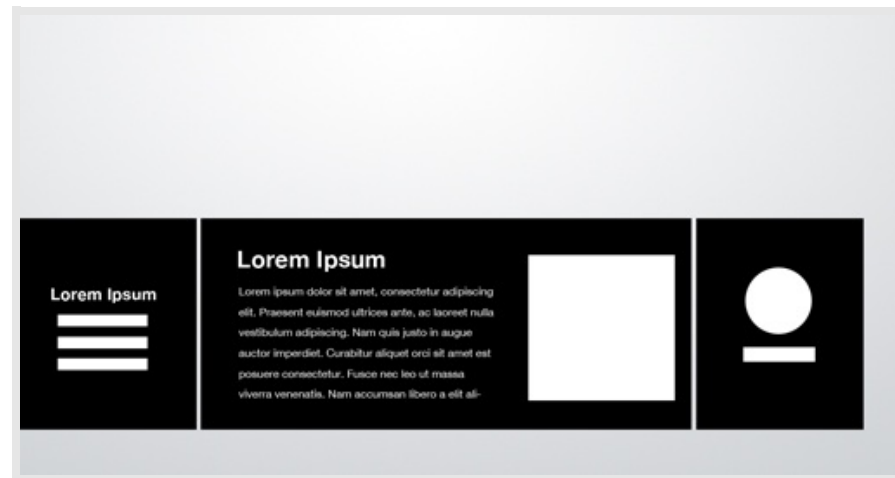 Lorem Ipsum
Lorem Ipsum
Lorem ipsum dolor sit amet, consectetur adipiscing
elit. Praesent euismod ultrices ante, ac laoreet nulla
vestibulum adipiscing. Nam quis justo in augue
auctor imperdiet. Curabitur aliquet orci sit amet est
posuere consectetur. Fusce nec leo ut massa
viverra venenatis. Nam accumsan libero a elit ali-